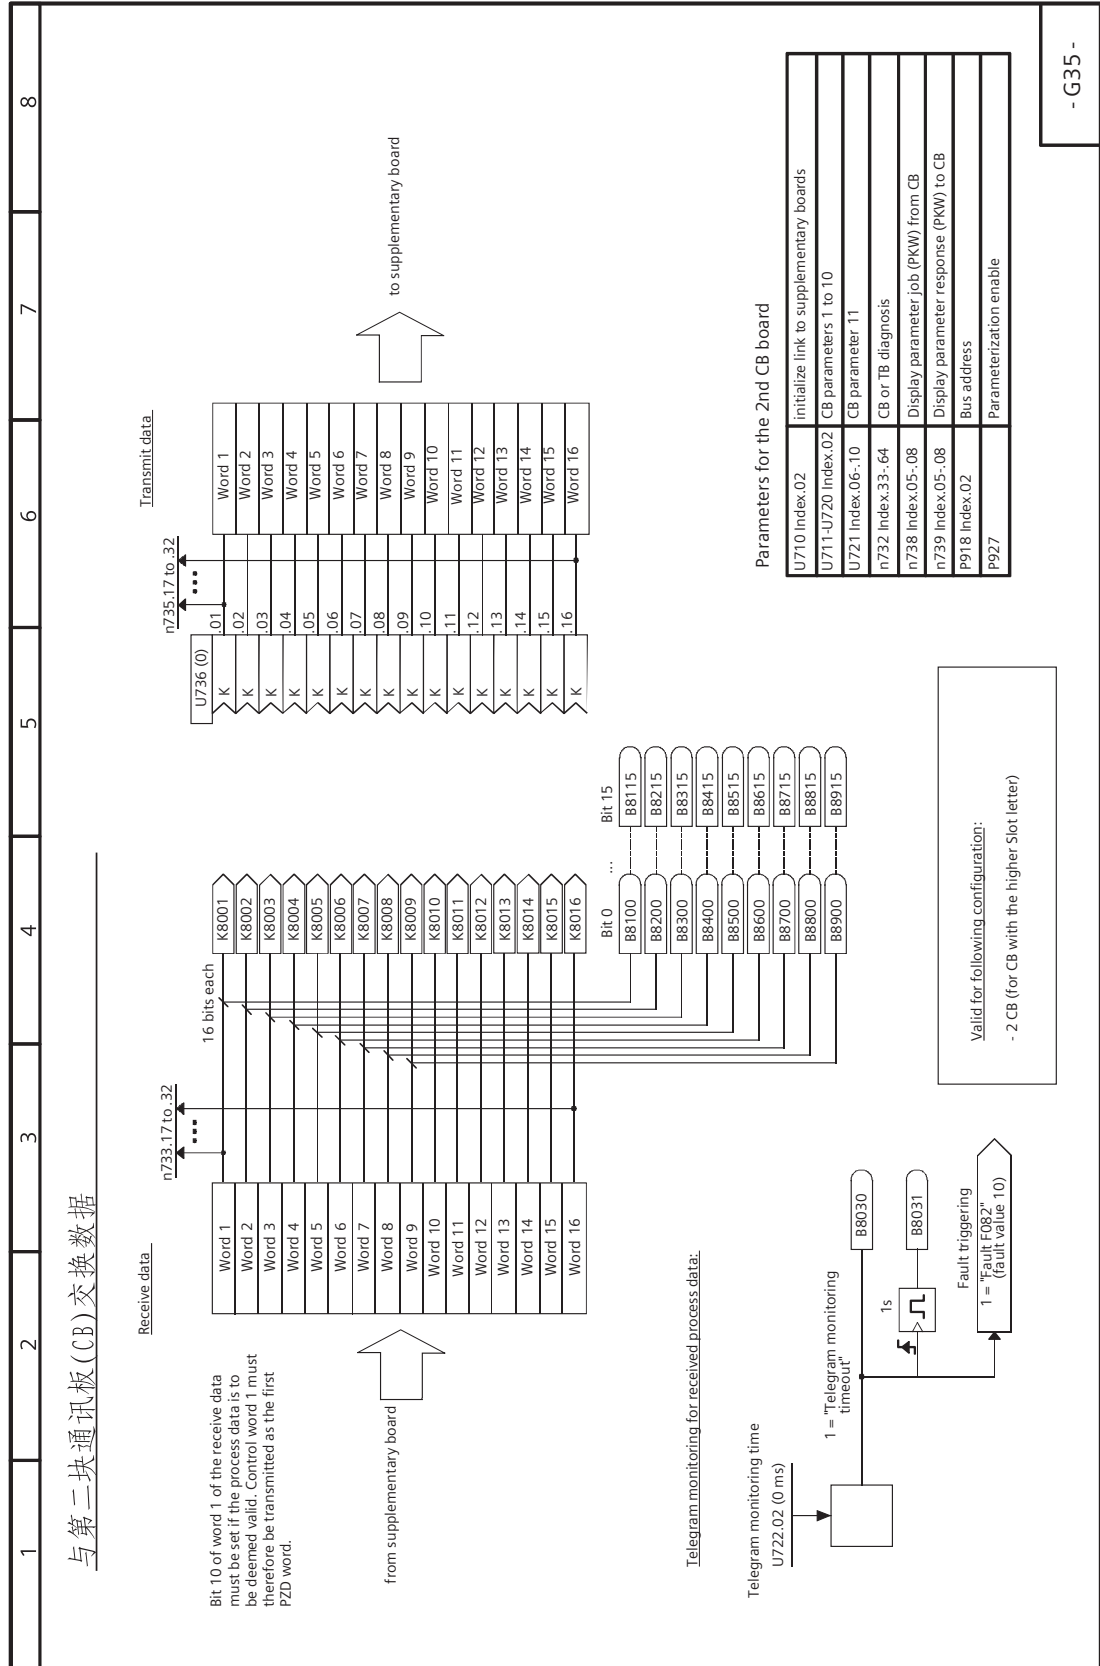 1
2
3
4
5
6
7
8
与第二块通讯板(CB)交换数据
Receive data
n733.17 to .32
Bit 10 of word 1 of the receive data
must be set if the process data is to
be deemed valid. Control word 1 must
therefore be transmitted as the first
PZD word.
from supplementary board
Word 1
Word 2
Word 3
Word 4
Word 5
Word 6
Word 7
Word 8
Word 9
Word 10
Word 11
Word 12
Word 13
Word 14
Word 15
Word 16
16 bits each
K8001
K8002
K8003
K8004
K8005
K8006
K8007
K8008
K8009
K8010
K8011
K8012
K8013
K8014
K8015
K8016
Bit 0 ... Bit 15
B8100 B8115
B8200 B8215
B8300 B8315
B8400 B8415
B8500 B8515
B8600 B8615
B8700 B8715
B8800 B8815
B8900 B8915
Transmit data
n735.17 to .32
U736 (0)
K .01 Word 1
K .02 Word 2
K .03 Word 3
K .04 Word 4
K .05 Word 5
K .06 Word 6
K .07 Word 7
K .08 Word 8
K .09 Word 9
K .10 Word 10
K .11 Word 11
K .12 Word 12
K .13 Word 13
K .14 Word 14
K .15 Word 15
K .16 Word 16
to supplementary board
Telegram monitoring for received process data:
Telegram monitoring time
U722.02 (0 ms)
1 = "Telegram monitoring
timeout"
B8030
1s
B8031
Fault triggering
1 = "Fault F082"
(fault value 10)
Valid for following configuration:
- 2 CB (for CB with the higher Slot letter)
Parameters for the 2nd CB board
U710 Index.02 initialize link to supplementary boards
U711-U720 Index.02 CB parameters 1 to 10
U721 Index.06-.10 CB parameter 11
n732 Index.33-.64 CB or TB diagnosis
n738 Index.05-.08 Display parameter job (PKW) from CB
n739 Index.05-.08 Display parameter response (PKW) to CB
P918 Index.02 Bus address
P927 Parameterization enable
- G35 -